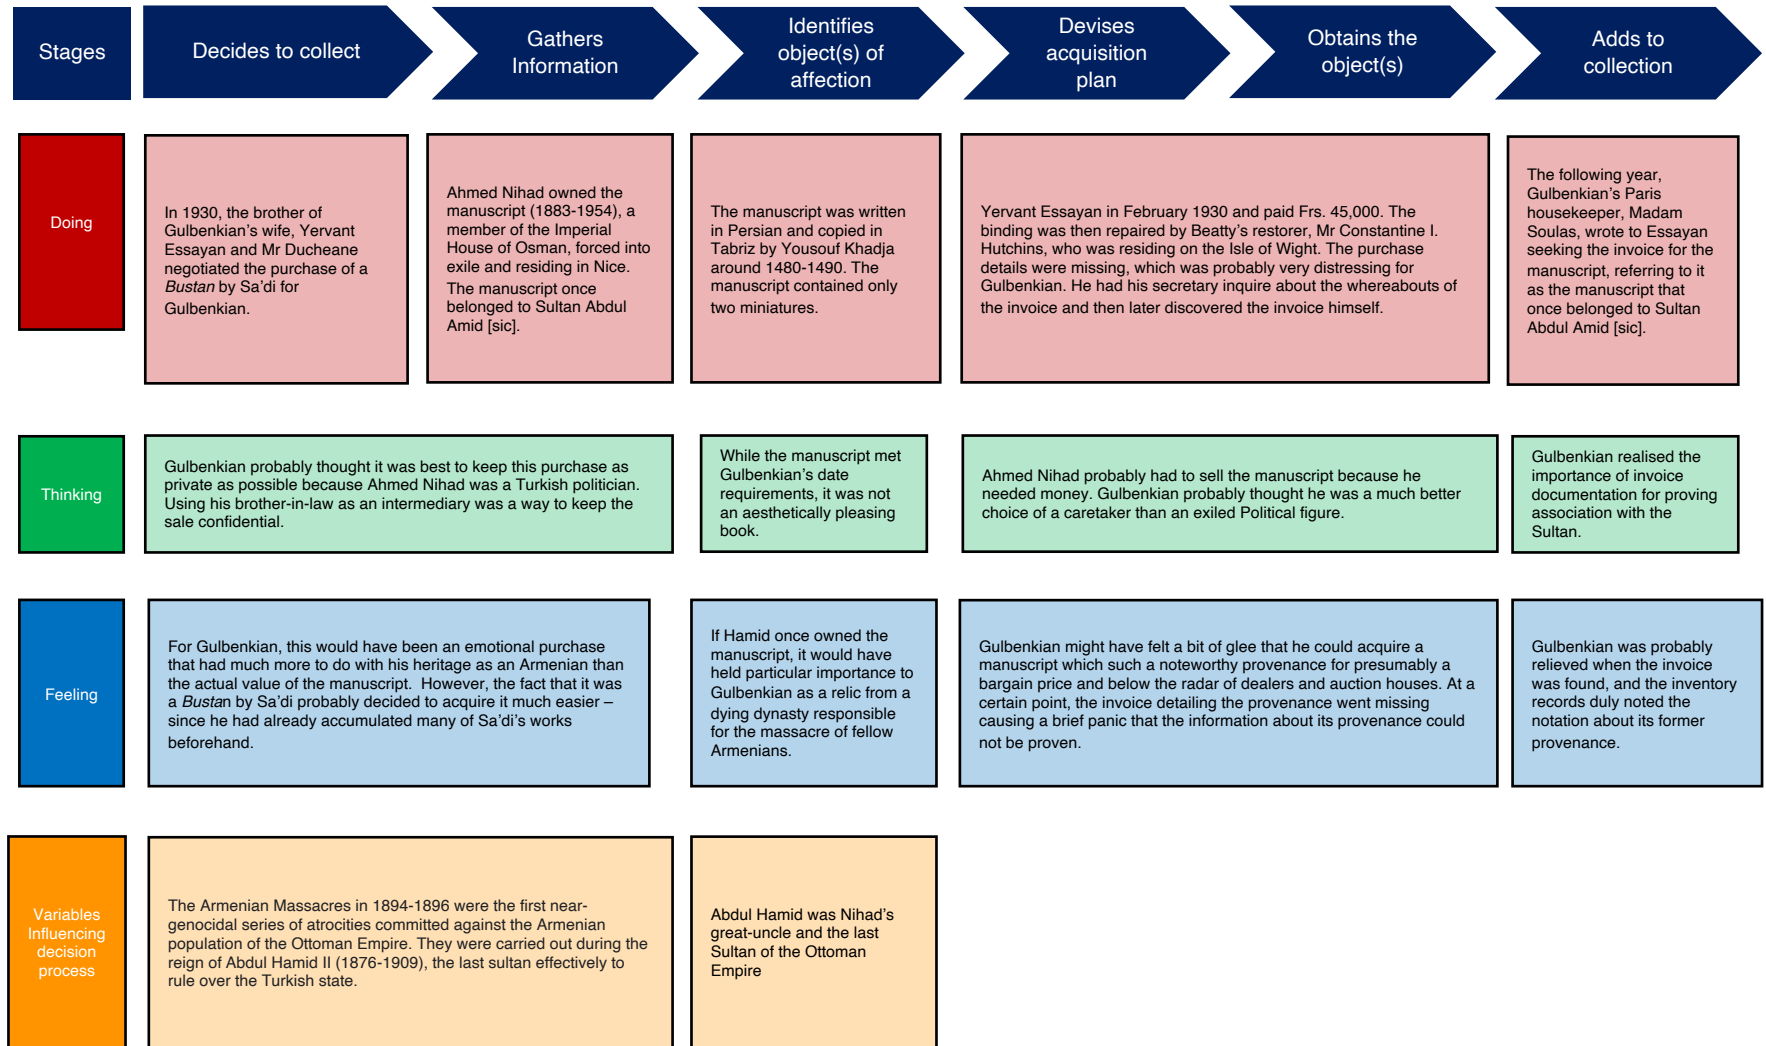 Stages
Decides to collect
Gathers
Information
Identifies
object(s) of
affection
Devises
acquisition
plan
Obtains the
object(s)
Adds to
collection
Doing
In 1930, the brother of
Gulbenkian's wife, Yervant
Essayan and Mr Ducheane
negotiated the purchase of a
Bustan by Sa'di for
Gulbenkian.
Ahmed Nihad owned the
manuscript (1883-1954), a
member of the Imperial
House of Osman, forced into
exile and residing in Nice.
The manuscript once
belonged to Sultan Abdul
Amid [sic].
The manuscript was written
in Persian and copied in
Tabriz by Yousouf Khadja
around 1480-1490. The
manuscript contained only
two miniatures.
Yervant Essayan in February 1930 and paid Frs. 45,000. The
binding was then repaired by Beatty's restorer, Mr Constantine I.
Hutchins, who was residing on the Isle of Wight. The purchase
details were missing, which was probably very distressing for
Gulbenkian. He had his secretary inquire about the whereabouts of
the invoice and then later discovered the invoice himself.
The following year,
Gulbenkian's Paris
housekeeper, Madam
Soulas, wrote to Essayan
seeking the invoice for the
manuscript, referring to it
as the manuscript that
once belonged to Sultan
Abdul Amid [sic].
Thinking
Gulbenkian probably thought it was best to keep this purchase as
private as possible because Ahmed Nihad was a Turkish politician.
Using his brother-in-law as an intermediary was a way to keep the
sale confidential.
While the manuscript met
Gulbenkian's date
requirements, it was not
an aesthetically pleasing
book.
Ahmed Nihad probably had to sell the manuscript because he
needed money. Gulbenkian probably thought he was a much better
choice of a caretaker than an exiled Political figure.
Gulbenkian realised the
importance of invoice
documentation for proving
association with the
Sultan.
Feeling
For Gulbenkian, this would have been an emotional purchase
that had much more to do with his heritage as an Armenian than
the actual value of the manuscript.  However, the fact that it was
a Bustan by Sa'di probably decided to acquire it much easier –
since he had already accumulated many of Sa'di's works
beforehand.
If Hamid once owned the
manuscript, it would have
held particular importance to
Gulbenkian as a relic from a
dying dynasty responsible
for the massacre of fellow
Armenians.
Gulbenkian might have felt a bit of glee that he could acquire a
manuscript which such a noteworthy provenance for presumably a
bargain price and below the radar of dealers and auction houses. At a
certain point, the invoice detailing the provenance went missing
causing a brief panic that the information about its provenance could
not be proven.
Gulbenkian was probably
relieved when the invoice
was found, and the inventory
records duly noted the
notation about its former
provenance.
Variables
Influencing
decision
process
The Armenian Massacres in 1894-1896 were the first near-
genocidal series of atrocities committed against the Armenian
population of the Ottoman Empire. They were carried out during the
reign of Abdul Hamid II (1876-1909), the last sultan effectively to
rule over the Turkish state.
Abdul Hamid was Nihad's
great-uncle and the last
Sultan of the Ottoman
Empire